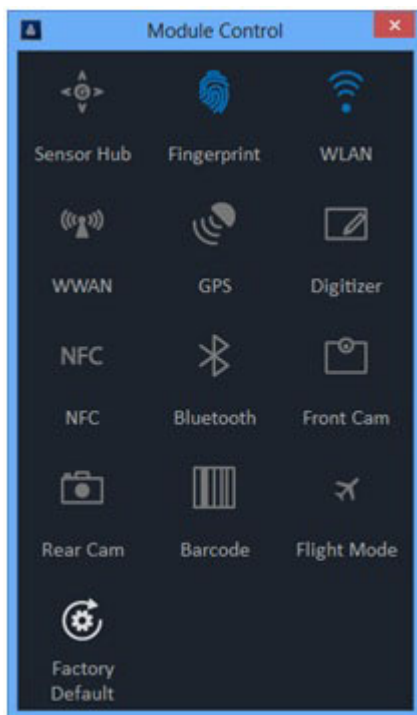 Module Control
Sensor Hub
Fingerprint
WLAN
WWAN
GPS
Digitizer
NFC
NFC
Bluetooth
Front Cam
Rear Cam
Barcode
Flight Mode
Factory
Default